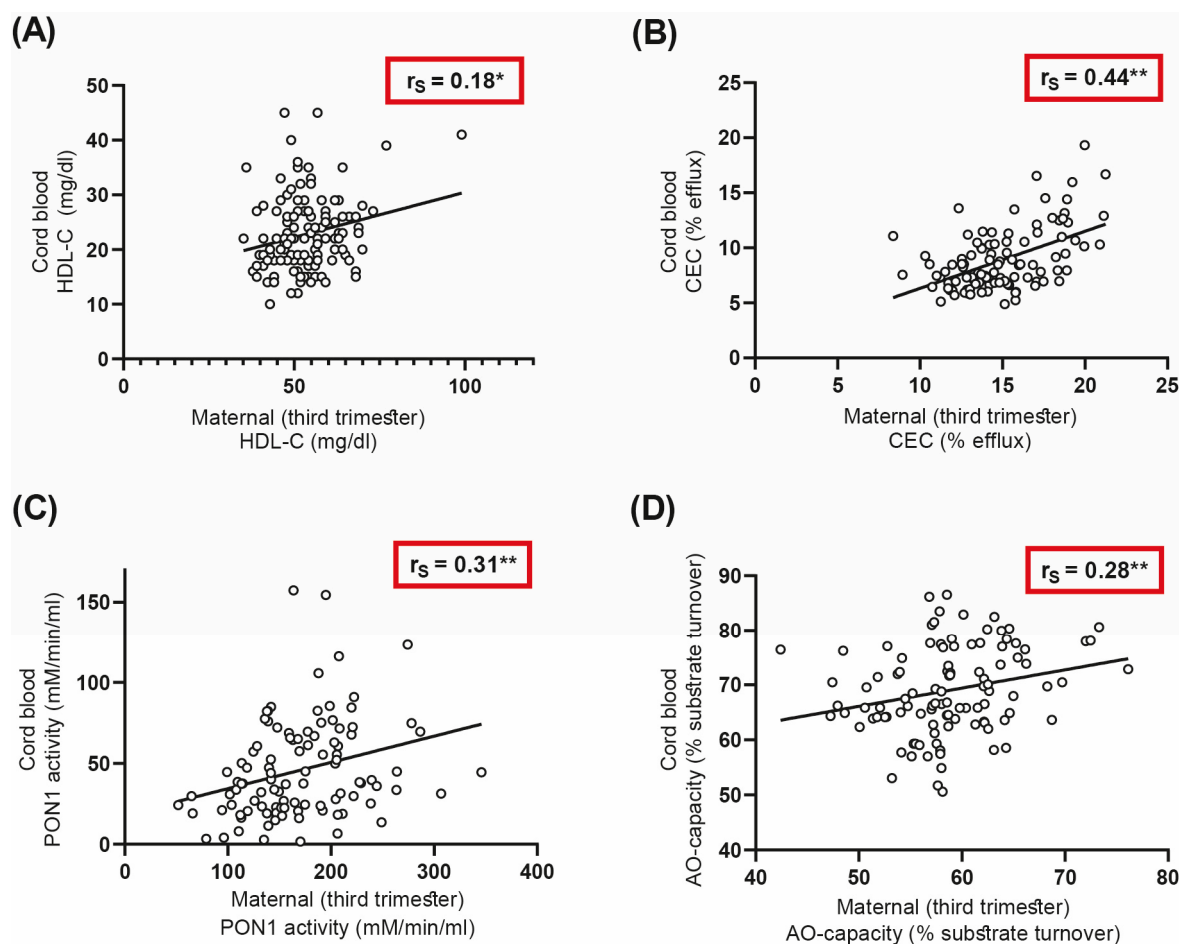 (A)
rS = 0.18*
50
40
30
20
10
0
Cord blood
HDL-C (mg/dl)
0
50
100
Maternal (third trimester)
HDL-C (mg/dl)
(B)
rS = 0.44**
25
20
15
10
5
0
Cord blood
CEC (% efflux)
0
5
10
15
20
25
Maternal (third trimester)
CEC (% efflux)
(C)
rS = 0.31**
150
100
50
0
Cord blood
PON1 activity (mM/min/ml)
0
100
200
300
400
Maternal (third trimester)
PON1 activity (mM/min/ml)
(D)
rS = 0.28**
90
80
70
60
50
40
Cord blood
AO-capacity (% substrate turnover)
40
50
60
70
80
Maternal (third trimester)
AO-capacity (% substrate turnover)